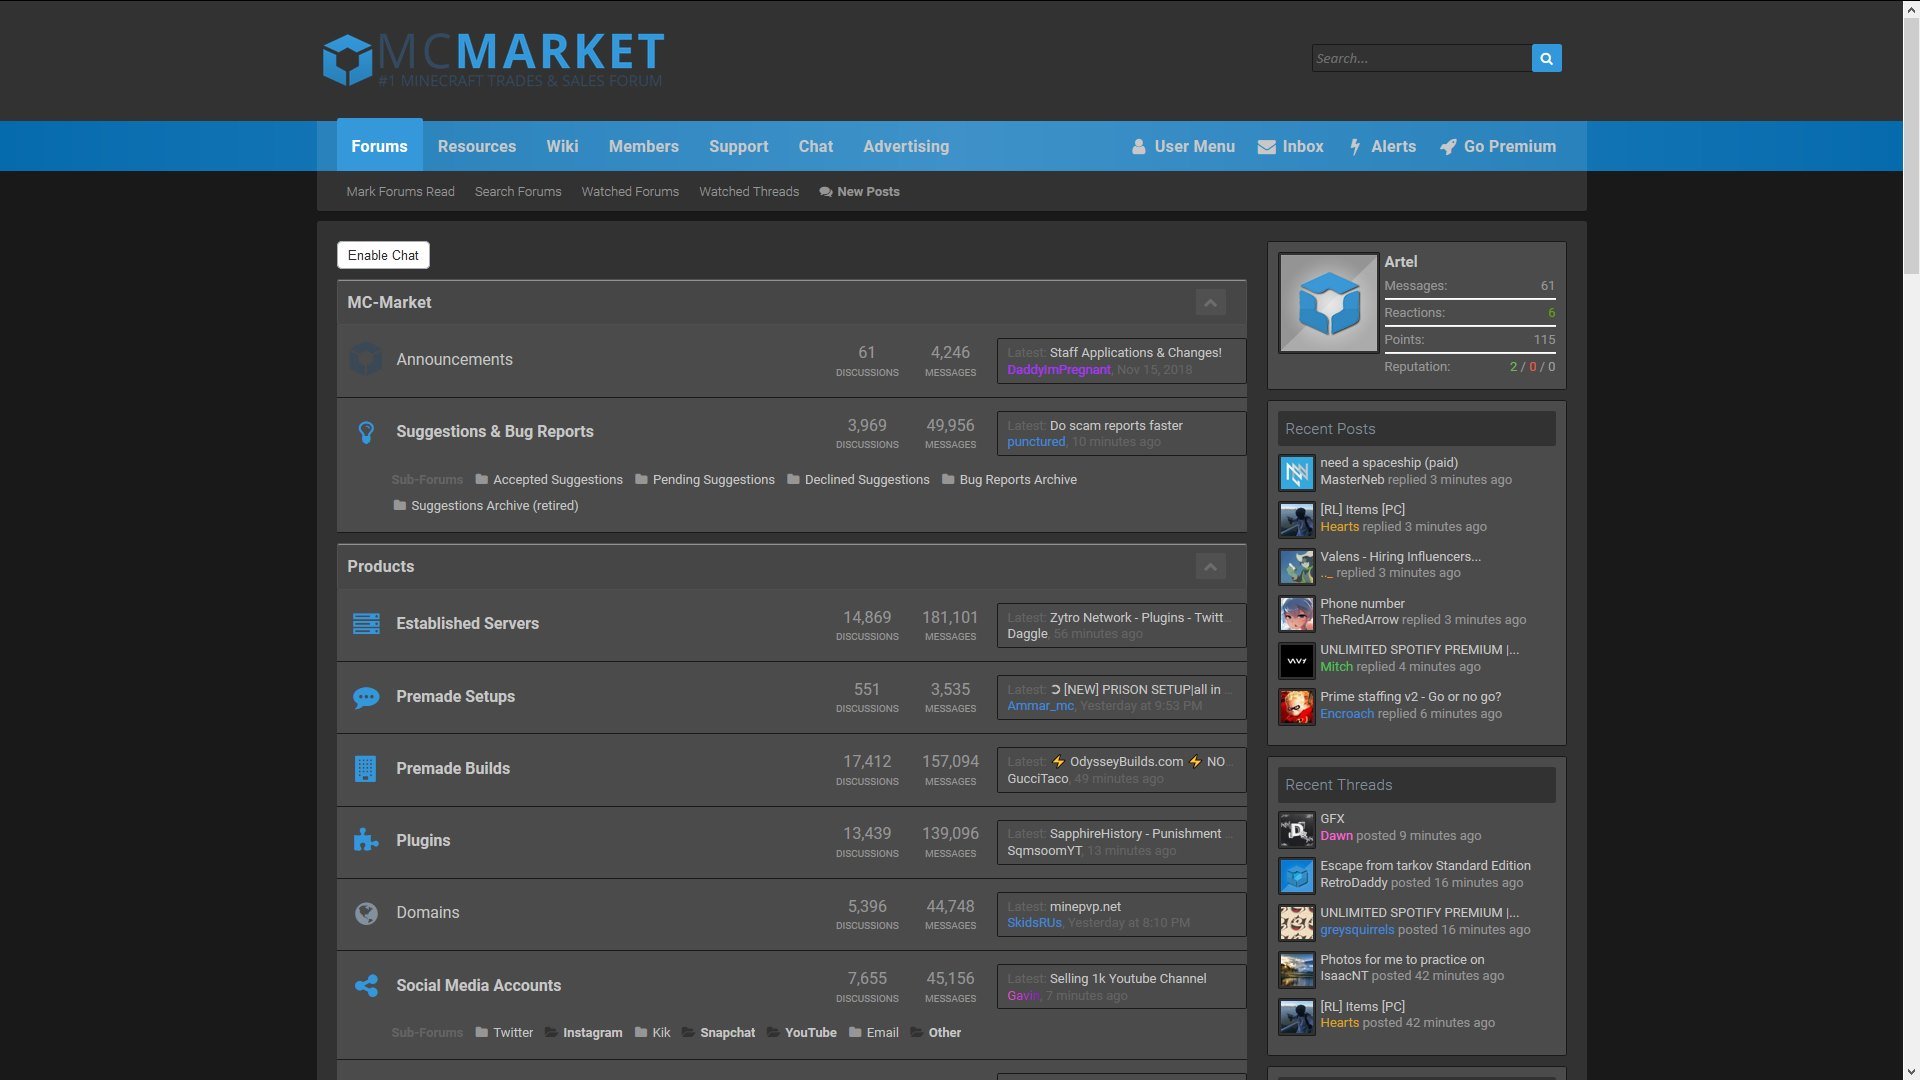 MCMARKET
#1 MINECRAFT TRADES & SALES FORUM
Search...
Forums Resources Wiki Members Support Chat Advertising User Menu Inbox Alerts Go Premium
Mark Forums Read Search Forums Watched Forums Watched Threads New Posts
Enable Chat
MC-Market
Announcements
61 DISCUSSIONS
4,246 MESSAGES
Latest: Staff Applications & Changes!
DaddyImPregnant, Nov 15, 2018
Suggestions & Bug Reports
3,969 DISCUSSIONS
49,956 MESSAGES
Latest: Do scam reports faster
punctured, 10 minutes ago
Sub-Forums Accepted Suggestions Pending Suggestions Declined Suggestions Bug Reports Archive
Suggestions Archive (retired)
Products
Established Servers
14,869 DISCUSSIONS
181,101 MESSAGES
Latest: Zytro Network - Plugins - Twitt...
Daggle, 56 minutes ago
Premade Setups
551 DISCUSSIONS
3,535 MESSAGES
Latest: ➲ [NEW] PRISON SETUP|all in ...
Ammar_mc, Yesterday at 9:53 PM
Premade Builds
17,412 DISCUSSIONS
157,094 MESSAGES
Latest: ⚡ OdysseyBuilds.com ⚡ NO...
GucciTaco, 49 minutes ago
Plugins
13,439 DISCUSSIONS
139,096 MESSAGES
Latest: SapphireHistory - Punishment ...
SqmsoomYT, 13 minutes ago
Domains
5,396 DISCUSSIONS
44,748 MESSAGES
Latest: minepvp.net
SkidsRUs, Yesterday at 8:10 PM
Social Media Accounts
7,655 DISCUSSIONS
45,156 MESSAGES
Latest: Selling 1k Youtube Channel
Gavin, 7 minutes ago
Sub-Forums Twitter Instagram Kik Snapchat YouTube Email Other
Artel
Messages: 61
Reactions: 6
Points: 115
Reputation: 2 / 0 / 0
Recent Posts
need a spaceship (paid)
MasterNeb replied 3 minutes ago
[RL] Items [PC]
Hearts replied 3 minutes ago
Valens - Hiring Influencers...
.._ replied 3 minutes ago
Phone number
TheRedArrow replied 3 minutes ago
UNLIMITED SPOTIFY PREMIUM |...
Mitch replied 4 minutes ago
Prime staffing v2 - Go or no go?
Encroach replied 6 minutes ago
Recent Threads
GFX
Dawn posted 9 minutes ago
Escape from tarkov Standard Edition
RetroDaddy posted 16 minutes ago
UNLIMITED SPOTIFY PREMIUM |...
greysquirrels posted 16 minutes ago
Photos for me to practice on
IsaacNT posted 42 minutes ago
[RL] Items [PC]
Hearts posted 42 minutes ago